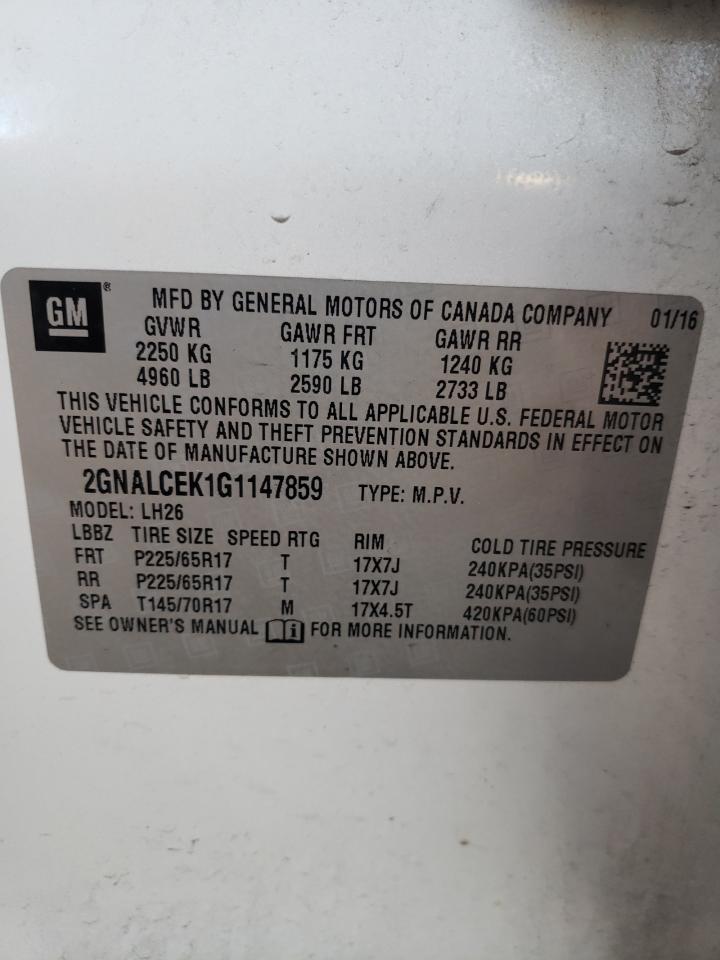 GM® MFD BY GENERAL MOTORS OF CANADA COMPANY 01/16
GVWR GAWR FRT GAWR RR
2250 KG 1175 KG 1240 KG
4960 LB 2590 LB 2733 LB
THIS VEHICLE CONFORMS TO ALL APPLICABLE U.S. FEDERAL MOTOR
VEHICLE SAFETY AND THEFT PREVENTION STANDARDS IN EFFECT ON
THE DATE OF MANUFACTURE SHOWN ABOVE.
2GNALCEK1G1147859 TYPE: M.P.V.
MODEL: LH26
LBBZ TIRE SIZE SPEED RTG RIM COLD TIRE PRESSURE
FRT P225/65R17 T 17X7J 240KPA(35PSI)
RR P225/65R17 T 17X7J 240KPA(35PSI)
SPA T145/70R17 M 17X4.5T 420KPA(60PSI)
SEE OWNER'S MANUAL FOR MORE INFORMATION.